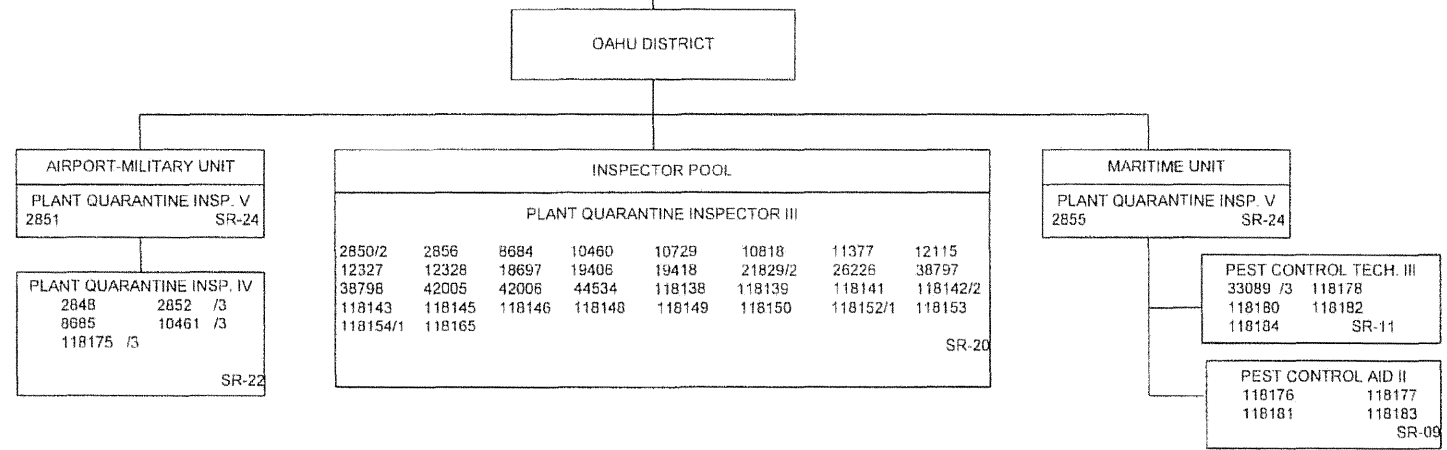 OAHU DISTRICT
AIRPORT-MILITARY UNIT
PLANT QUARANTINE INSP. V
2851 SR-24
PLANT QUARANTINE INSP. IV
2848 2852 /3
8685 10461 /3
118175 /3
SR-22
INSPECTOR POOL
PLANT QUARANTINE INSPECTOR III
2850/2 2856 8684 10460 10729 10818 11377 12115
12327 12328 18697 19406 19418 21829/2 26226 38797
38798 42005 42006 44534 118138 118139 118141 118142/2
118143 118145 118146 118148 118149 118150 118152/1 118153
118154/1 118165
SR-20
MARITIME UNIT
PLANT QUARANTINE INSP. V
2855 SR-24
PEST CONTROL TECH. III
33089 /3 118178
118180 118182
118184 SR-11
PEST CONTROL AID II
118176 118177
118181 118183
SR-09